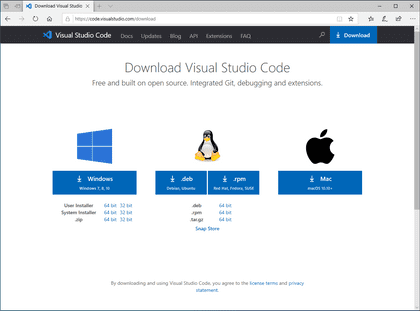 Download Visual Studio
https://code.visualstudio.com/download
Visual Studio Code Docs Updates Blog API Extensions FAQ Download
Download Visual Studio Code
Free and built on open source. Integrated Git, debugging and extensions.
Windows
Windows 7, 8, 10
.deb
Debian, Ubuntu
.rpm
Red Hat, Fedora, SUSE
Mac
macOS 10.10+
User Installer 64 bit 32 bit
System Installer 64 bit 32 bit
.zip 64 bit 32 bit
.deb 64 bit
.rpm 64 bit
.tar.gz 64 bit
Snap Store
By downloading and using Visual Studio Code, you agree to the license terms and privacy
statement.